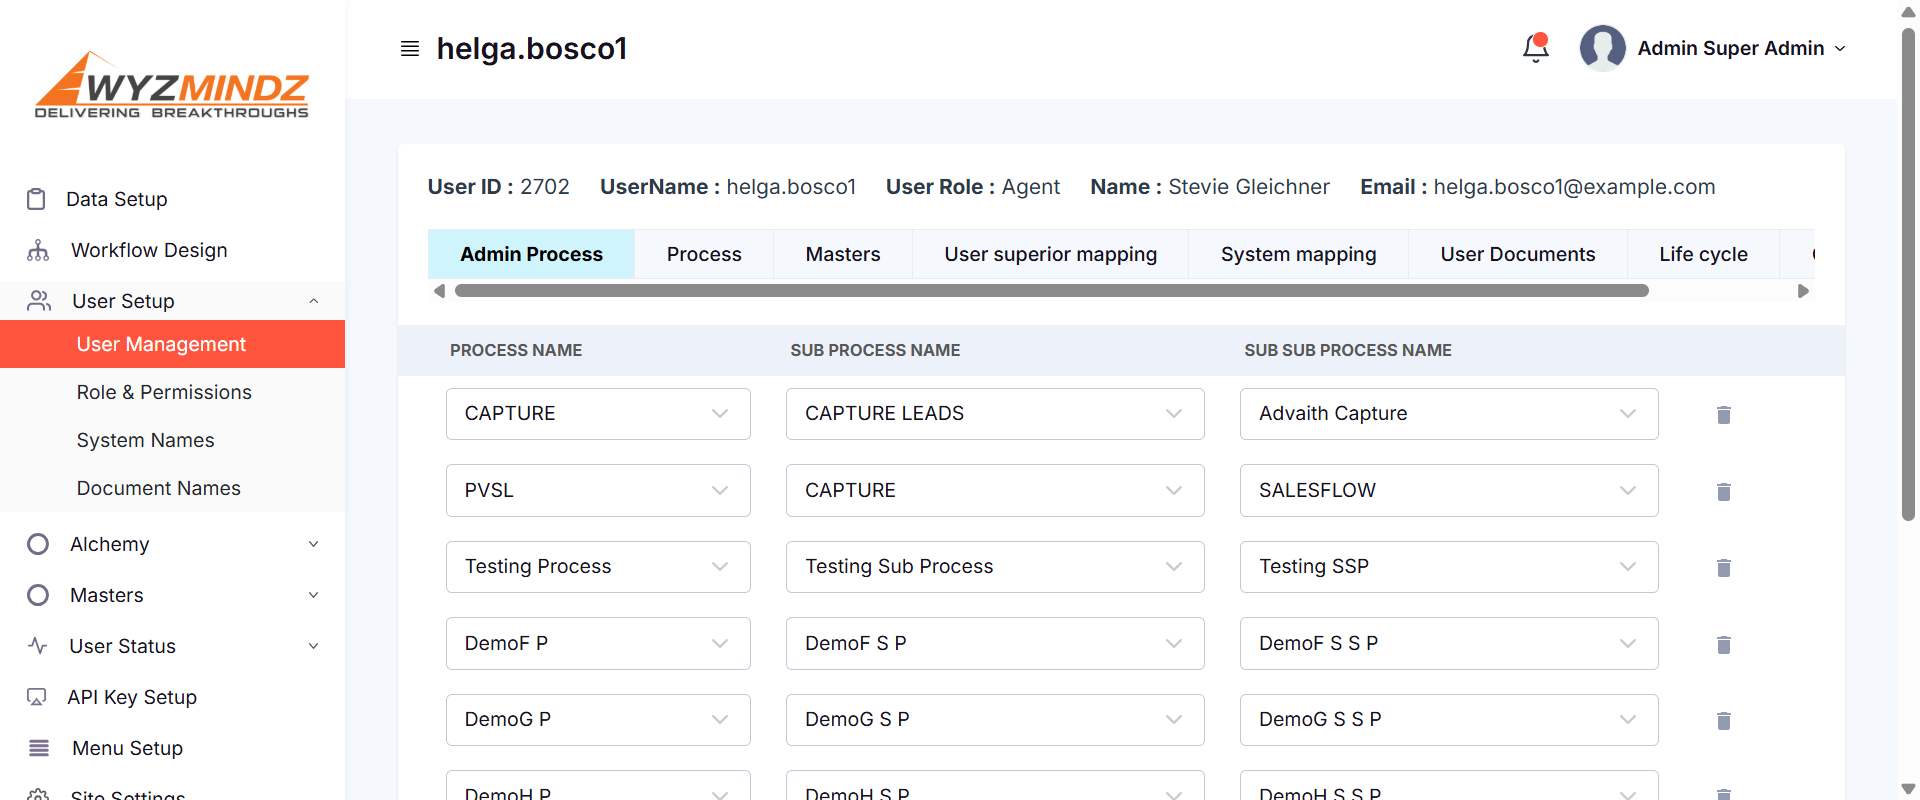 WYZMINDZ
DELIVERING BREAKTHROUGHS
helga.bosco1
Admin Super Admin
Data Setup
Workflow Design
User Setup
User Management
Role & Permissions
System Names
Document Names
Alchemy
Masters
User Status
API Key Setup
Menu Setup
Site Settings
User ID : 2702 UserName : helga.bosco1 User Role : Agent Name : Stevie Gleichner Email : helga.bosco1@example.com
Admin Process Process Masters User superior mapping System mapping User Documents Life cycle
PROCESS NAME SUB PROCESS NAME SUB SUB PROCESS NAME
CAPTURE CAPTURE LEADS Advaith Capture
PVSL CAPTURE SALESFLOW
Testing Process Testing Sub Process Testing SSP
DemoF P DemoF S P DemoF S S P
DemoG P DemoG S P DemoG S S P
DemoH P DemoH S P DemoH S S P